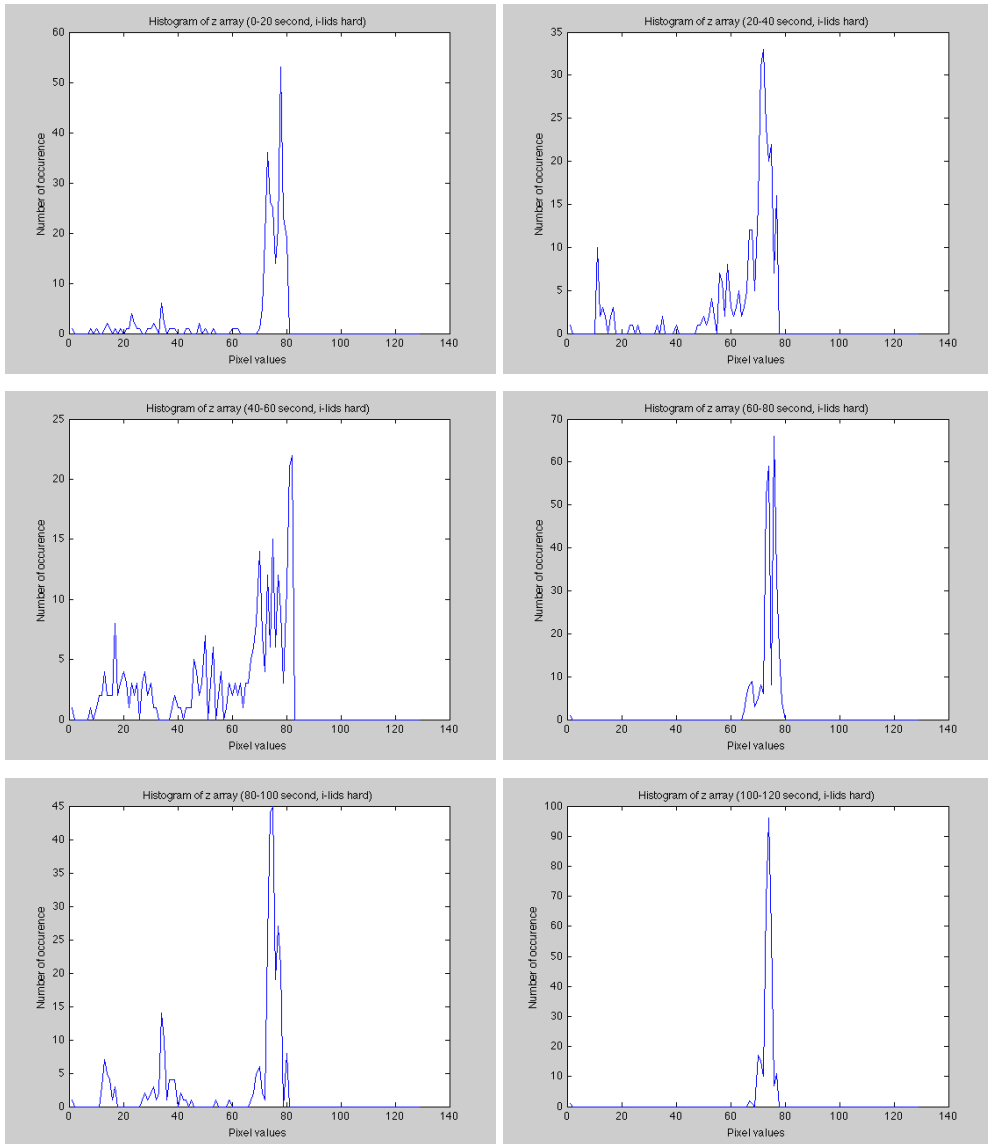 Histogram of z array (0-20 second, i-lids hard)
60
50
40
30
20
10
0
Number of occurence
0 20 40 60 80 100 120 140
Pixel values
Histogram of z array (20-40 second, i-lids hard)
35
30
25
20
15
10
5
0
Number of occurence
0 20 40 60 80 100 120 140
Pixel values
Histogram of z array (40-60 second, i-lids hard)
25
20
15
10
5
0
Number of occurence
0 20 40 60 80 100 120 140
Pixel values
Histogram of z array (60-80 second, i-lids hard)
70
60
50
40
30
20
10
0
Number of occurence
0 20 40 60 80 100 120 140
Pixel values
Histogram of z array (80-100 second, i-lids hard)
45
40
35
30
25
20
15
10
5
0
Number of occurence
0 20 40 60 80 100 120 140
Pixel values
Histogram of z array (100-120 second, i-lids hard)
100
90
80
70
60
50
40
30
20
10
0
Number of occurence
0 20 40 60 80 100 120 140
Pixel values